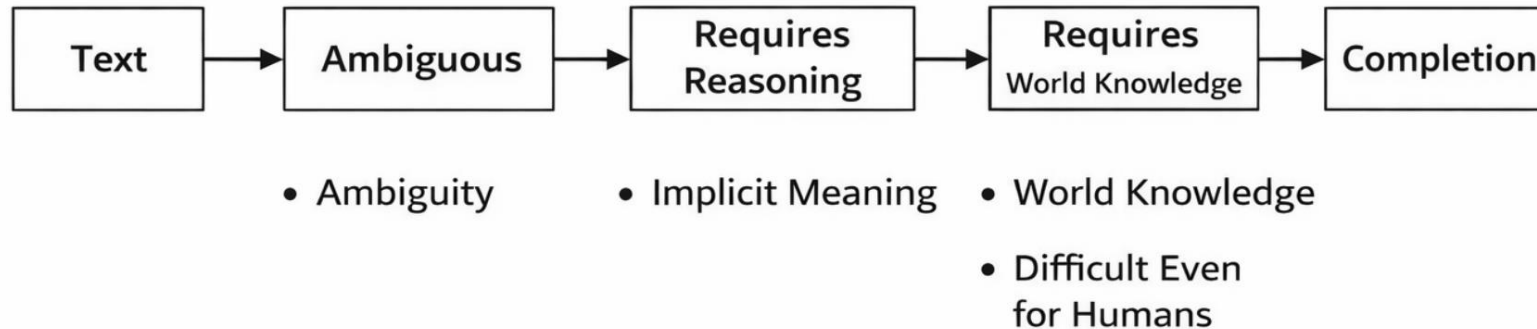 Text
Ambiguous
Requires
Reasoning
Requires
World Knowledge
Completion
• Ambiguity
• Implicit Meaning
• World Knowledge
• Difficult Even
for Humans